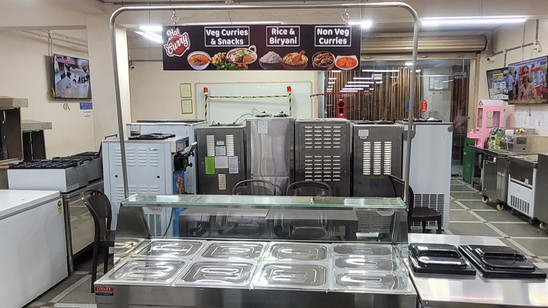 Hot
Curry
Veg Curries
& Snacks
Rice &
Biryani
Non Veg
Curries